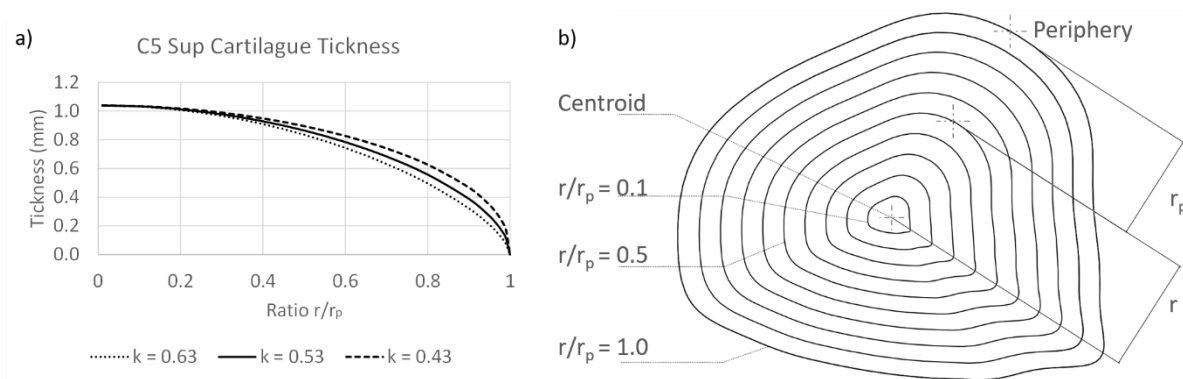 a)
C5 Sup Cartilague Tickness
Tickness (mm)
1.2
1.0
0.8
0.6
0.4
0.2
0.0
0 0.2 0.4 0.6 0.8 1
Ratio r/rₚ
k = 0.63 k = 0.53 k = 0.43
b)
Periphery
Centroid
r/rₚ = 0.1
r/rₚ = 0.5
r/rₚ = 1.0
rₚ
r